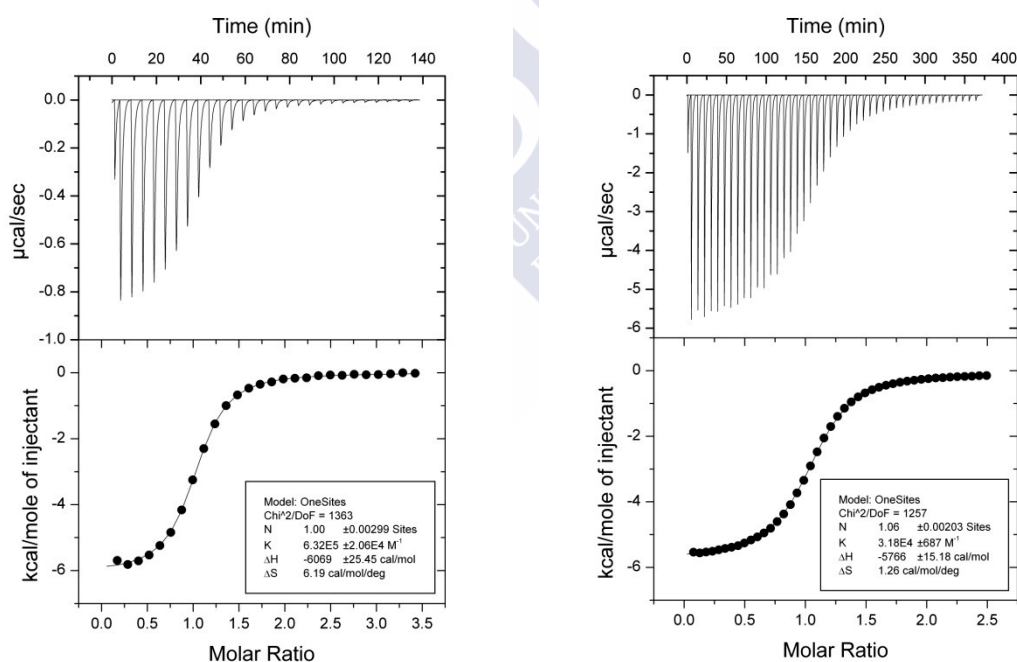 Time (min)
0 20 40 60 80 100 120 140
0.0
-0.2
-0.4
-0.6
-0.8
-1.0
µcal/sec
0
-2
-4
-6
kcal/mole of injectant
Model: OneSites
Chi^2/DoF = 1363
N 1.00 ±0.00299 Sites
K 6.32E5 ±2.06E4 M⁻¹
ΔH -6069 ±25.45 cal/mol
ΔS 6.19 cal/mol/deg
0.0 0.5 1.0 1.5 2.0 2.5 3.0 3.5
Molar Ratio
UN
Time (min)
0 50 100 150 200 250 300 350 400
0
-1
-2
-3
-4
-5
-6
µcal/sec
0
-2
-4
-6
kcal/mole of injectant
Model: OneSites
Chi^2/DoF = 1257
N 1.06 ±0.00203 Sites
K 3.18E4 ±687 M⁻¹
ΔH -5766 ±15.18 cal/mol
ΔS 1.26 cal/mol/deg
0.0 0.5 1.0 1.5 2.0 2.5
Molar Ratio